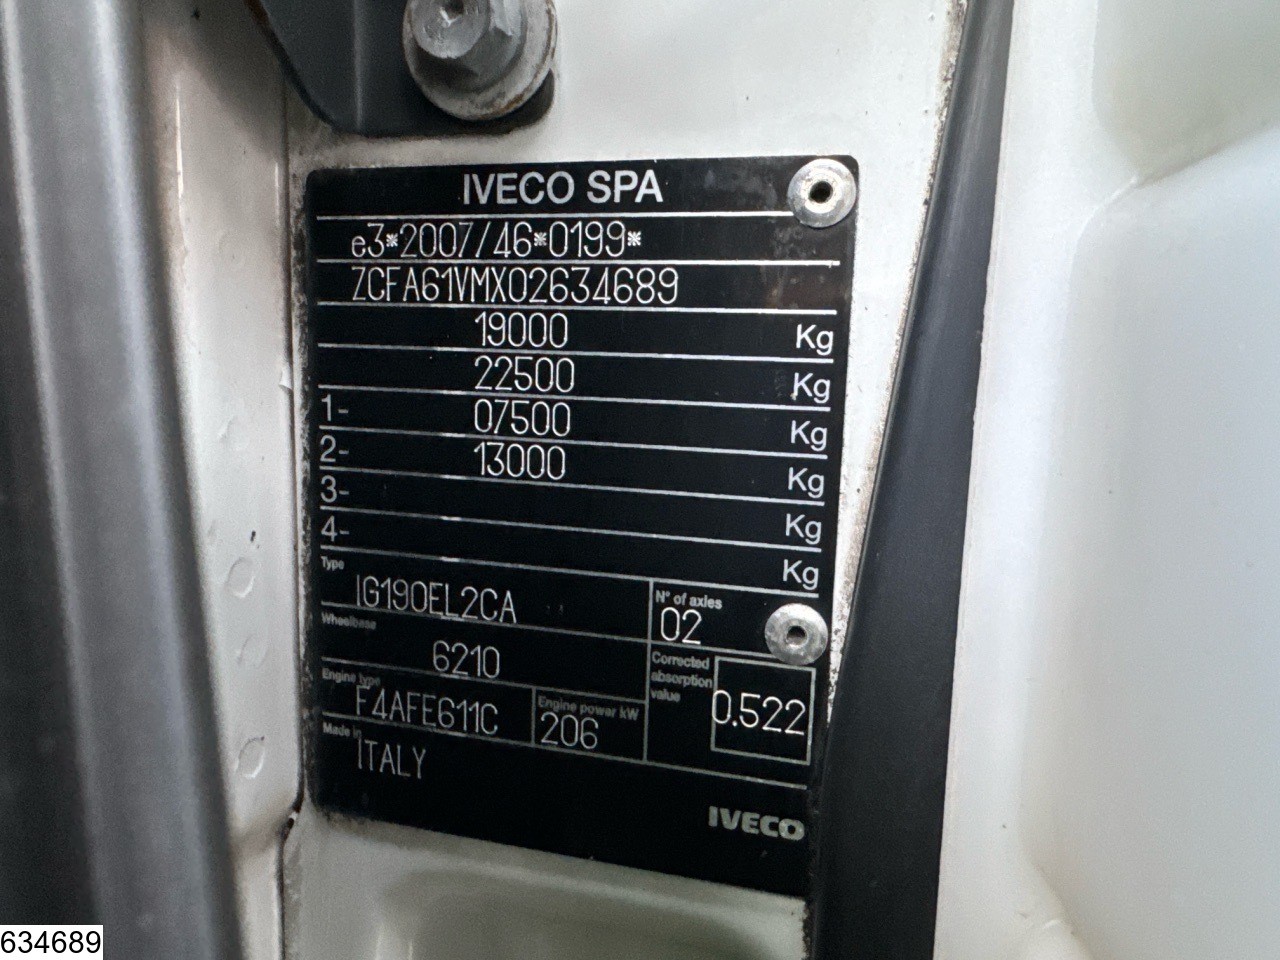 IVECO SPA
e3*2007/46*0199*
ZCFA61VMX02634689
19000 Kg
22500 Kg
1- 07500 Kg
2- 13000 Kg
3- Kg
4- Kg
Type
IG190EL2CA
N° of axles
02
Wheelbase
6210
Corrected
absorption
value
0.522
Engine type
F4AFE611C
Engine power kW
206
Made in
ITALY
IVECO
634689